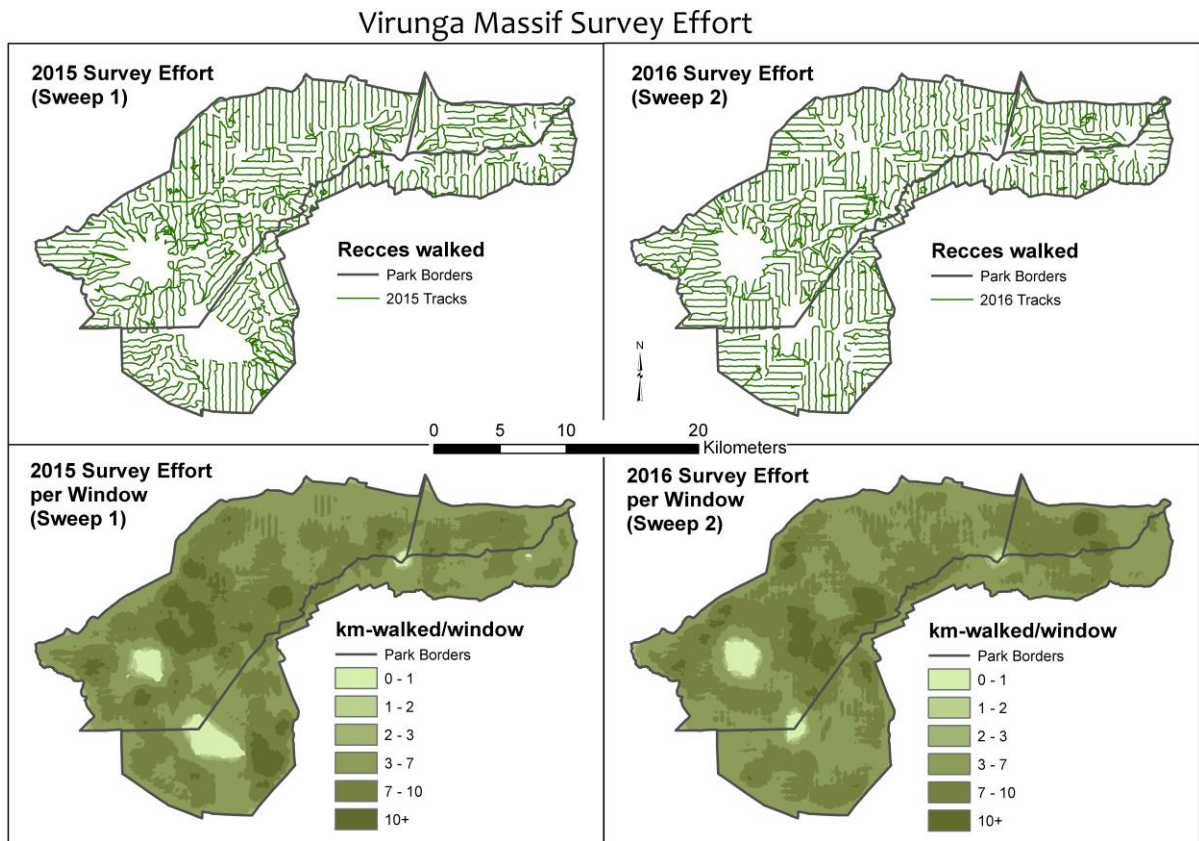 Virunga Massif Survey Effort
2015 Survey Effort
(Sweep 1)
Recces walked
Park Borders
2015 Tracks
2016 Survey Effort
(Sweep 2)
Recces walked
Park Borders
2016 Tracks
N
0 5 10 20
Kilometers
2015 Survey Effort
per Window
(Sweep 1)
km-walked/window
Park Borders
0 - 1
1 - 2
2 - 3
3 - 7
7 - 10
10+
2016 Survey Effort
per Window
(Sweep 2)
km-walked/window
Park Borders
0 - 1
1 - 2
2 - 3
3 - 7
7 - 10
10+